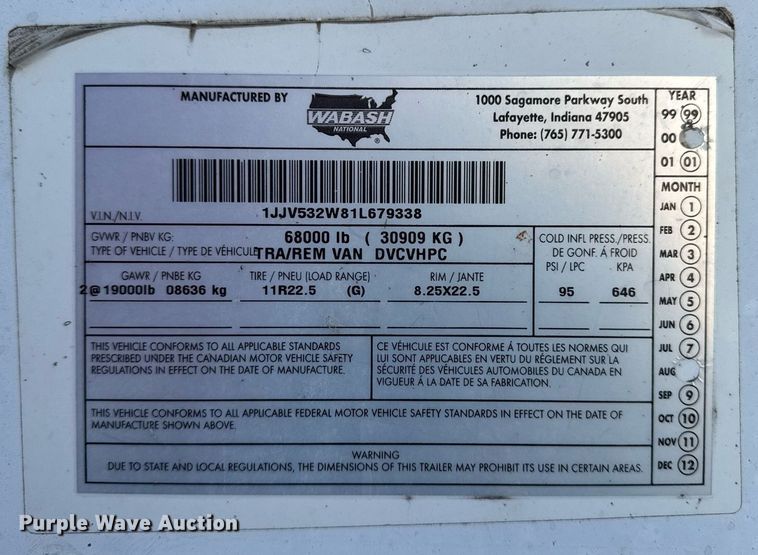 MANUFACTURED BY
WABASH
NATIONAL
®
1000 Sagamore Parkway South
Lafayette, Indiana 47905
Phone: (765) 771-5300
YEAR
99 99
00
01 01
V.I.N./N.I.V.
1JJV532W81L679338
GVWR / PNBV KG: 68000 lb ( 30909 KG )
TYPE OF VEHICLE / TYPE DE VÉHICULE TRA/REM VAN DVCVHPC
COLD INFL PRESS./PRESS.
DE GONF. À FROID
PSI / LPC KPA
95 646
GAWR / PNBE KG
2@19000lb 08636 kg
TIRE / PNEU (LOAD RANGE)
11R22.5 (G)
RIM / JANTE
8.25X22.5
THIS VEHICLE CONFORMS TO ALL APPLICABLE STANDARDS
PRESCRIBED UNDER THE CANADIAN MOTOR VEHICLE SAFETY
REGULATIONS IN EFFECT ON THE DATE OF MANUFACTURE.
CE VÉHICULE EST CONFORME À TOUTES LES NORMES QUI
LUI SONT APPLICABLES EN VERTU DU RÉGLEMENT SUR LA
SÉCURITÉ DES VÉHICULES AUTOMOBILES DU CANADA EN
VIGUEUR À LA DATE DE SA FABRICATION.
THIS VEHICLE CONFORMS TO ALL APPLICABLE FEDERAL MOTOR VEHICLE SAFETY STANDARDS IN EFFECT ON THE DATE OF
MANUFACTURE SHOWN ABOVE.
WARNING
DUE TO STATE AND LOCAL REGULATIONS, THE DIMENSIONS OF THIS TRAILER MAY PROHIBIT ITS USE IN CERTAIN AREAS.
MONTH
JAN 1
FEB 2
MAR 3
APR 4
MAY 5
JUN 6
JUL 7
AUG
SEP 9
OCT 10
NOV 11
DEC 12
Purple Wave Auction